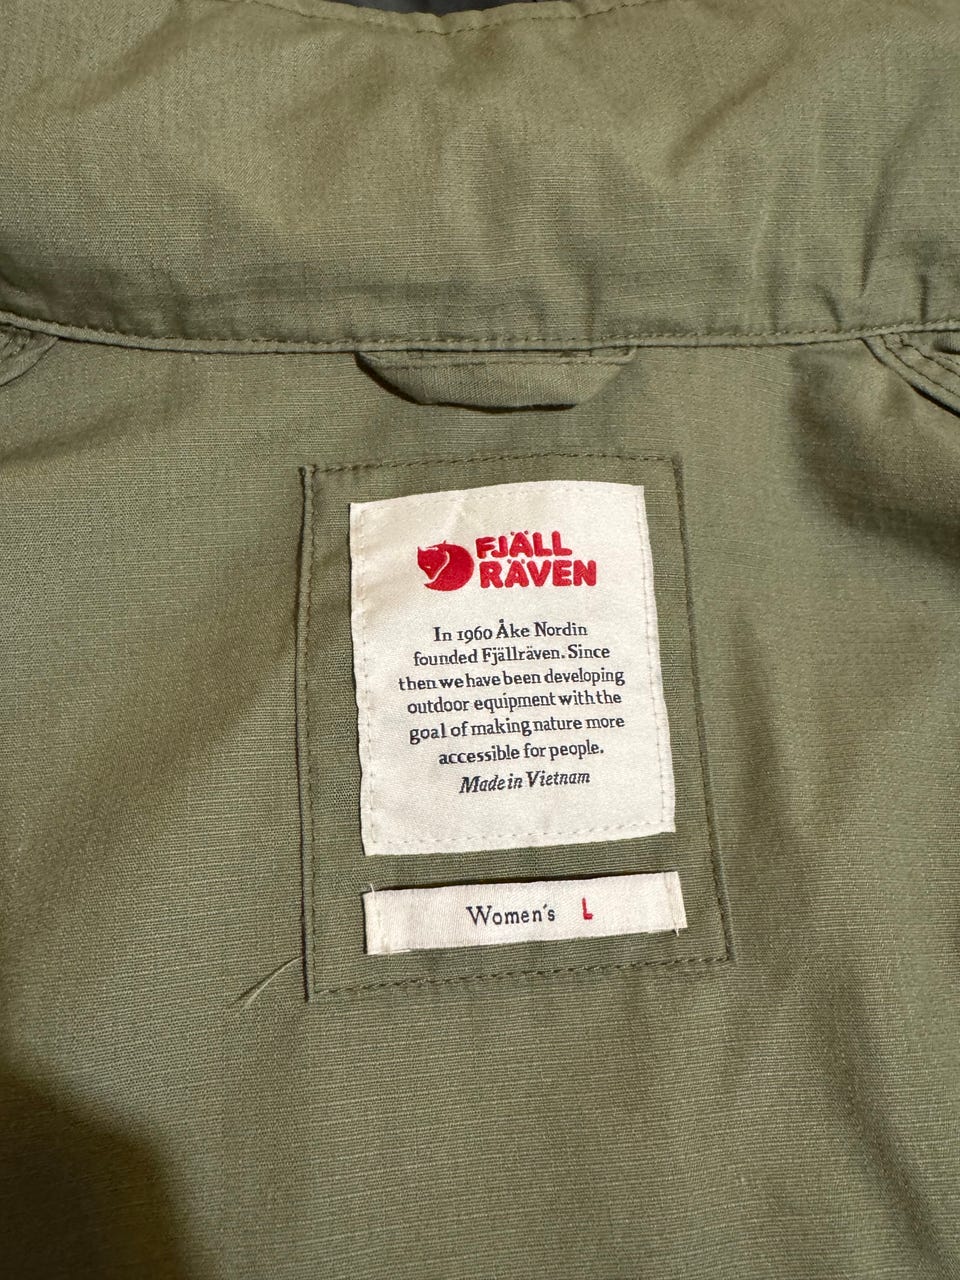 FJÄLL
RÄVEN
In 1960 Åke Nordin
founded Fjällräven. Since
then we have been developing
outdoor equipment with the
goal of making nature more
accessible for people.
Made in Vietnam
Women's L